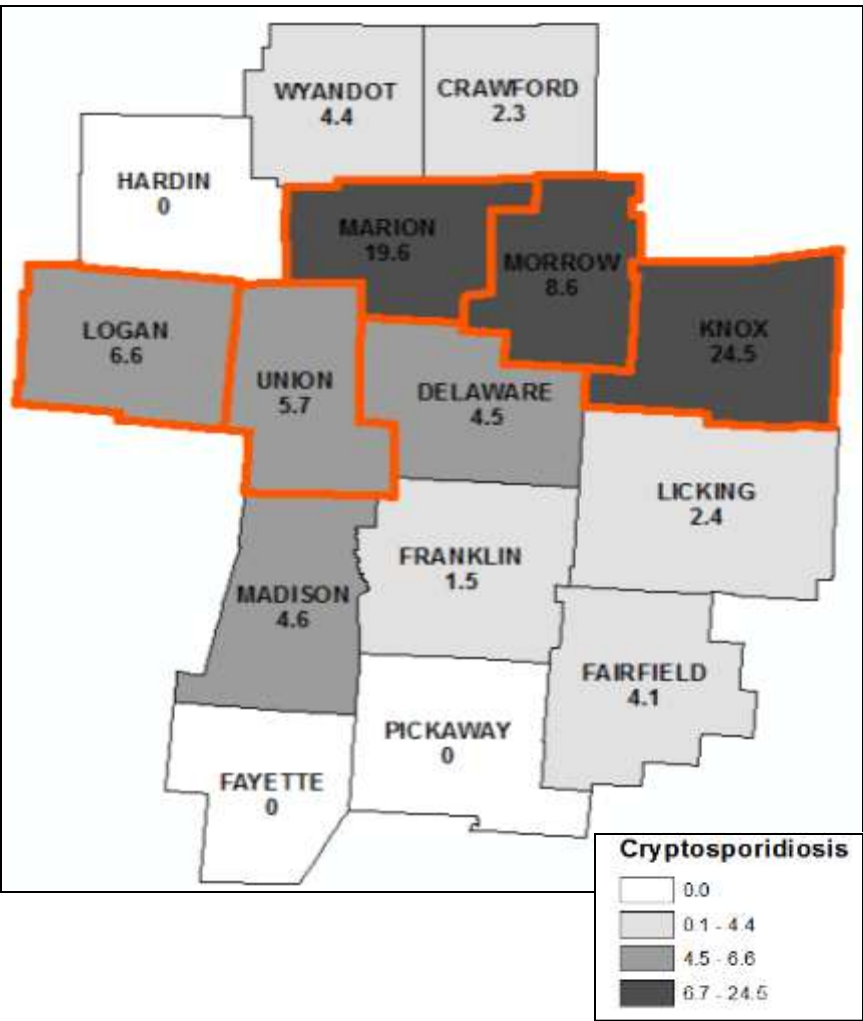 WYANDOT
4.4
CRAWFORD
2.3
HARDIN
0
MARION
19.6
MORROW
8.6
KNOX
24.5
LOGAN
6.6
UNION
5.7
DELAWARE
4.5
LICKING
2.4
FRANKLIN
1.5
MADISON
4.6
FAIRFIELD
4.1
PICKAWAY
0
FAYETTE
0
Cryptosporidiosis
0.0
0.1 - 4.4
4.5 - 6.6
6.7 - 24.5